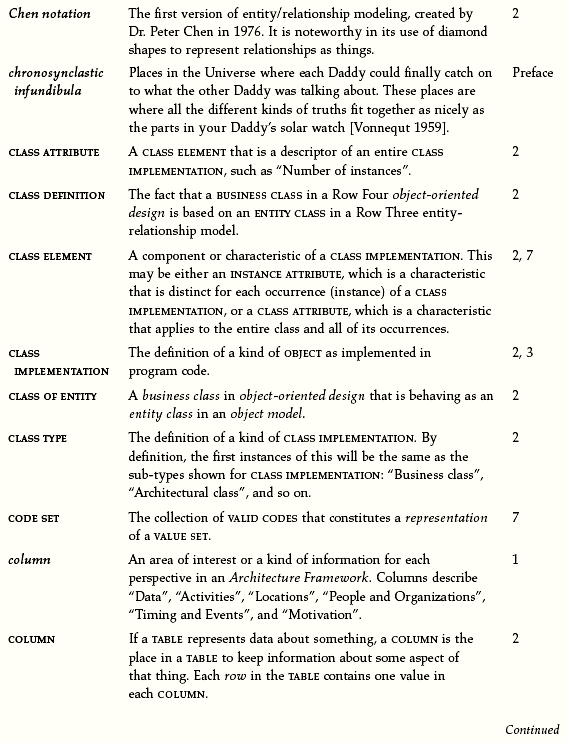 Chen notation The first version of entity/relationship modeling, created by 2
Dr. Peter Chen in 1976. It is noteworthy in its use of diamond
shapes to represent relationships as things.
chronosynclastic Places in the Universe where each Daddy could finally catch on Preface
infundibula to what the other Daddy was talking about. These places are
where all the different kinds of truths fit together as nicely as
the parts in your Daddy's solar watch [Vonnequt 1959].
CLASS ATTRIBUTE A CLASS ELEMENT that is a descriptor of an entire CLASS 2
IMPLEMENTATION, such as “Number of instances”.
CLASS DEFINITION The fact that a BUSINESS CLASS in a Row Four object-oriented 2
design is based on an ENTITY CLASS in a Row Three entity-
relationship model.
CLASS ELEMENT A component or characteristic of a CLASS IMPLEMENTATION. This 2, 7
may be either an INSTANCE ATTRIBUTE, which is a characteristic
that is distinct for each occurrence (instance) of a CLASS
IMPLEMENTATION, or a CLASS ATTRIBUTE, which is a characteristic
that applies to the entire class and all of its occurrences.
CLASS The definition of a kind of OBJECT as implemented in 2, 3
IMPLEMENTATION program code.
CLASS OF ENTITY A business class in object-oriented design that is behaving as an 2
entity class in an object model.
CLASS TYPE The definition of a kind of CLASS IMPLEMENTATION. By 2
definition, the first instances of this will be the same as the
sub-types shown for CLASS IMPLEMENTATION: “Business class”,
“Architectural class”, and so on.
CODE SET The collection of VALID CODES that constitutes a representation 7
of a VALUE SET.
column An area of interest or a kind of information for each 1
perspective in an Architecture Framework. Columns describe
“Data”, “Activities”, “Locations”, “People and Organizations”,
“Timing and Events”, and “Motivation”.
COLUMN If a TABLE represents data about something, a COLUMN is the 2
place in a TABLE to keep information about some aspect of
that thing. Each row in the TABLE contains one value in
each COLUMN.
Continued